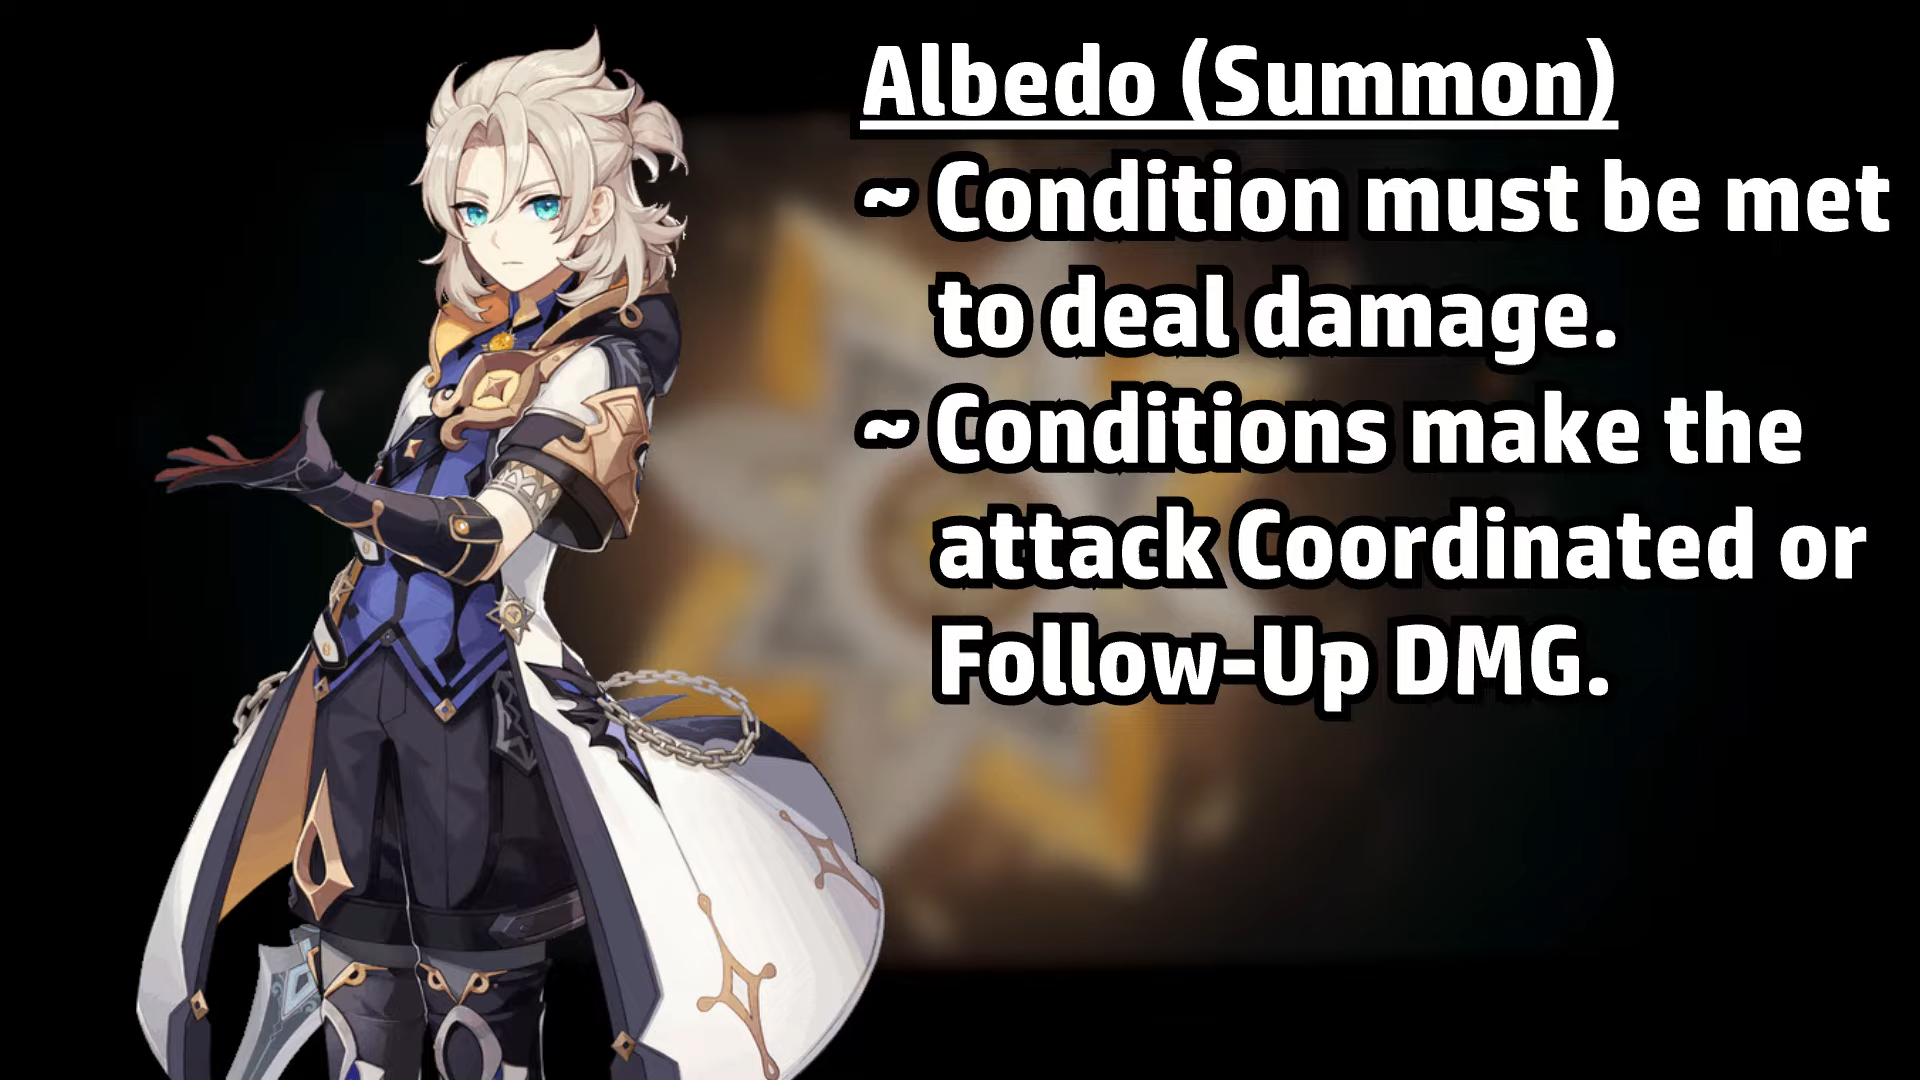 Albedo (Summon)
~ Condition must be met
to deal damage.
~ Conditions make the
attack Coordinated or
Follow-Up DMG.